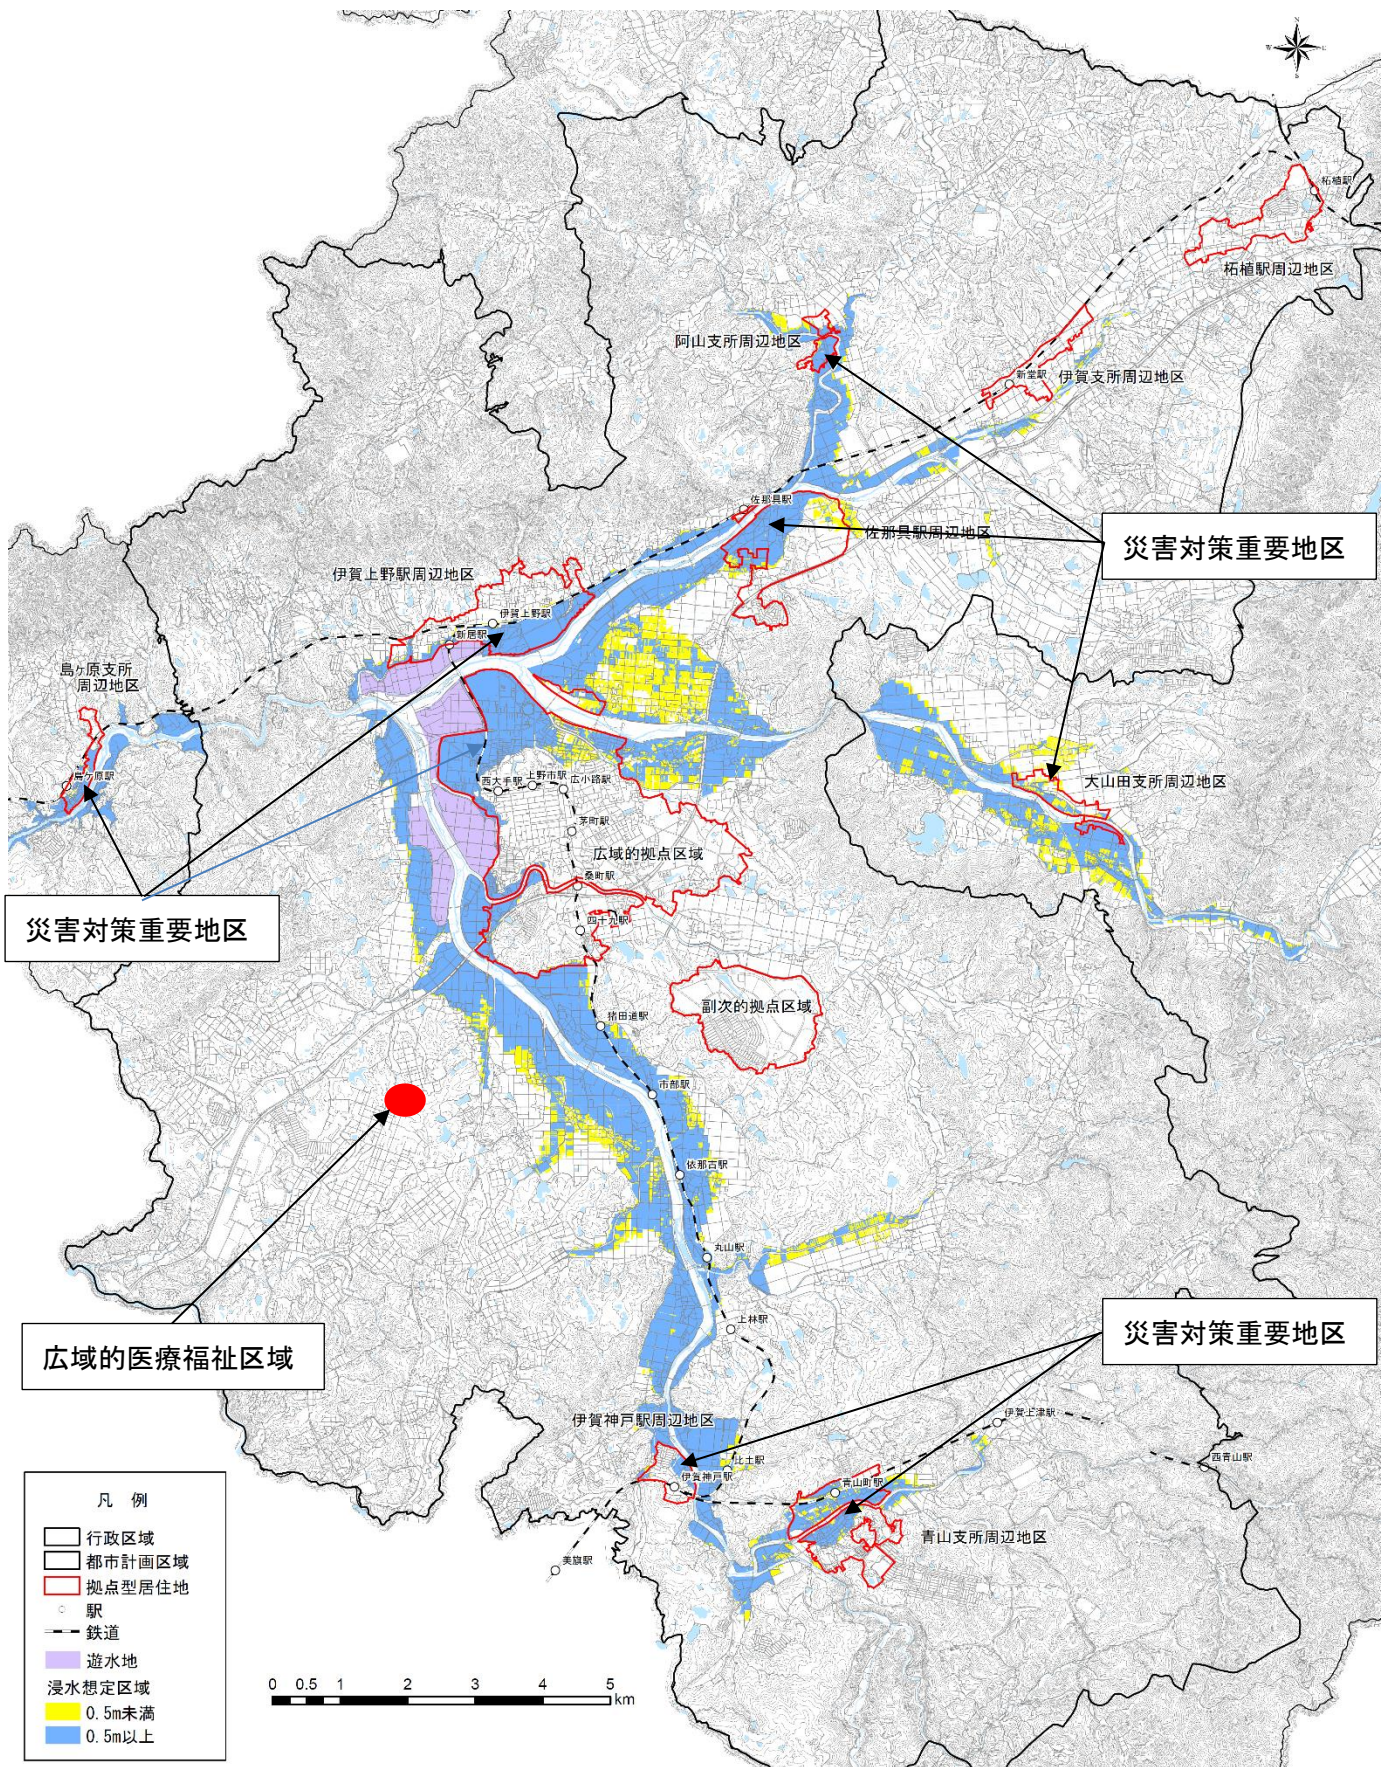 N
W
E
S
柘植駅
柘植駅周辺地区
阿山支所周辺地区
新堂駅
伊賀支所周辺地区
佐那具駅
佐那具駅周辺地区
災害対策重要地区
伊賀上野駅周辺地区
伊賀上野駅
新居駅
島ヶ原支所
周辺地区
島ヶ原駅
西大手駅
上野市駅
広小路駅
大山田支所周辺地区
茅町駅
広域的拠点区域
桑町駅
四十九駅
災害対策重要地区
副次的拠点区域
猪田道駅
市部駅
依那古駅
丸山駅
上林駅
災害対策重要地区
広域的医療福祉区域
伊賀神戸駅周辺地区
伊賀上津駅
西青山駅
比土駅
伊賀神戸駅
青山町駅
青山支所周辺地区
美旗駅
凡 例
行政区域
都市計画区域
拠点型居住地
駅
鉄道
遊水地
浸水想定区域
0.5m未満
0.5m以上
0 0.5 1 2 3 4 5
km